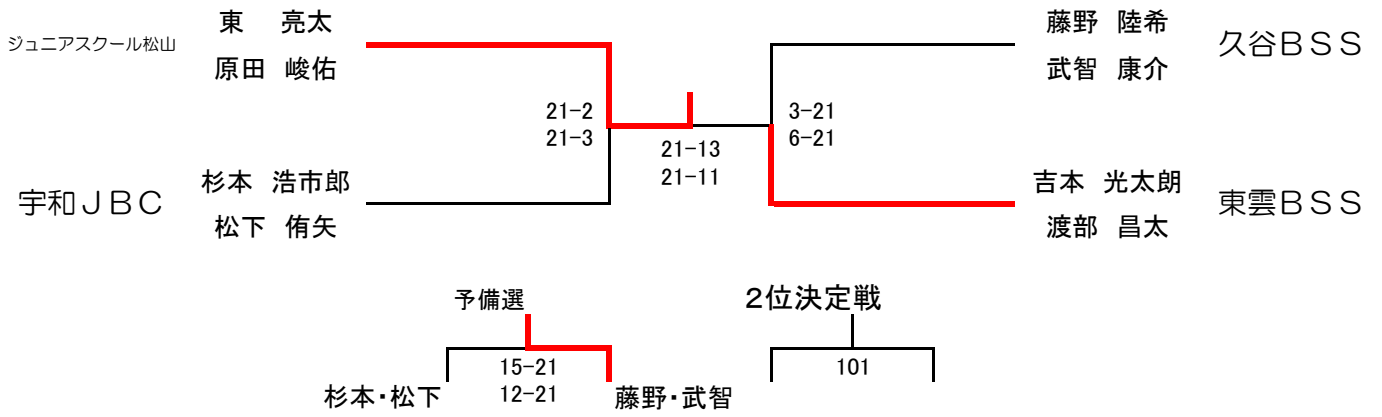 ジュニアスクール松山
東 亮太
原田 峻佑
藤野 陸希
武智 康介
久谷ＢＳＳ
21-2
21-3
21-13
21-11
3-21
6-21
宇和ＪＢＣ
杉本 浩市郎
松下 侑矢
吉本 光太朗
渡部 昌太
東雲ＢＳＳ
予備選
15-21
12-21
杉本・松下
藤野・武智
２位決定戦
101